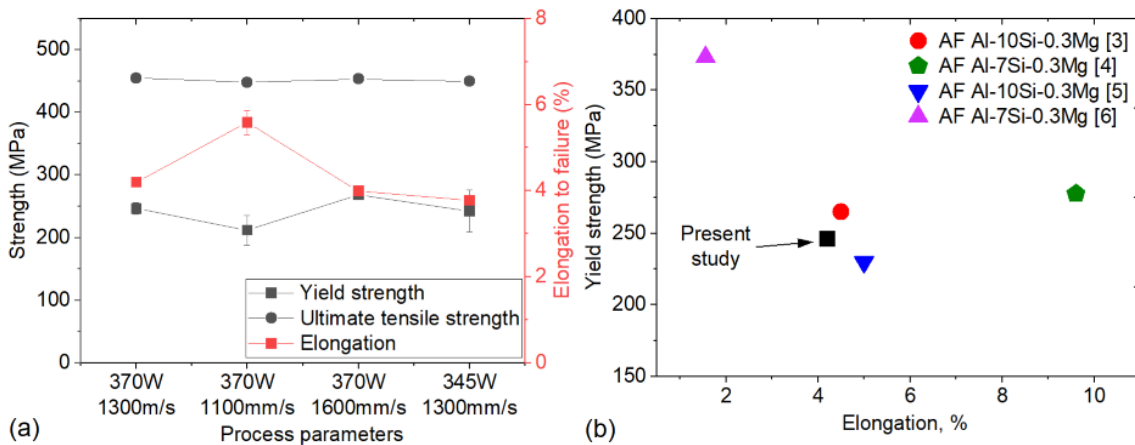 Strength (MPa)
500
400
300
200
100
0
8
6
4
2
0
Elongation to failure (%)
Yield strength
Ultimate tensile strength
Elongation
370W 370W 370W 345W
1300m/s 1100mm/s 1600mm/s 1300mm/s
(a) Process parameters
Yield strength (MPa)
400
350
300
250
200
150
AF Al-10Si-0.3Mg [3]
AF Al-7Si-0.3Mg [4]
AF Al-10Si-0.3Mg [5]
AF Al-7Si-0.3Mg [6]
Present
study
2 4 6 8 10
(b) Elongation, %